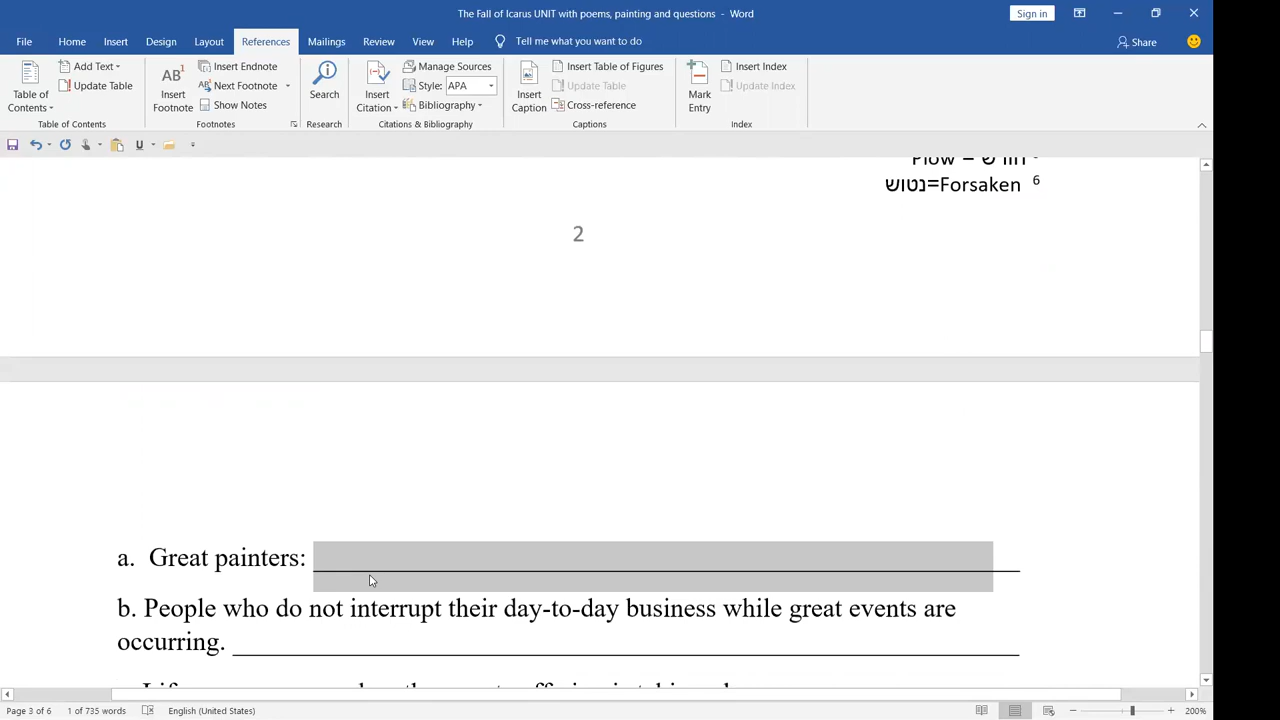 The Fall of Icarus UNIT with poems, painting and questions - Word
Sign in
File Home Insert Design Layout References Mailings Review View Help Tell me what you want to do
Share
Table of Contents
Add Text
Update Table
Table of Contents
AB1
Insert Footnote
Insert Endnote
Next Footnote
Show Notes
Footnotes
Search
Research
Insert Citation
Manage Sources
Style: APA
Bibliography
Citations & Bibliography
Insert Caption
Insert Table of Figures
Update Table
Cross-reference
Captions
Mark Entry
Insert Index
Update Index
Index
Plow =
6 Forsaken=נטוש
2
a. Great painters:
b. People who do not interrupt their day-to-day business while great events are
occurring.
Page 3 of 6 1 of 735 words English (United States) 200%